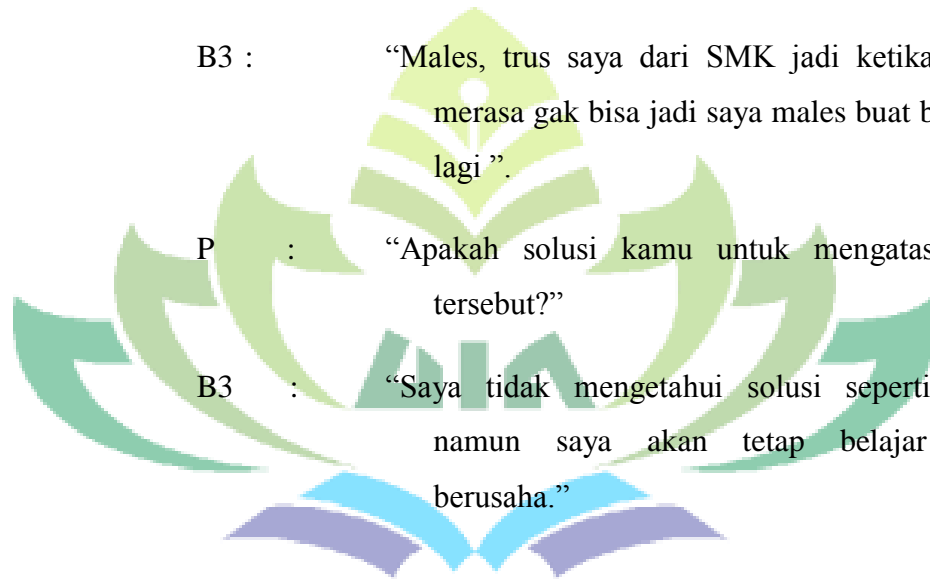 B3 : “Males, trus saya dari SMK jadi ketika
merasa gak bisa jadi saya males buat b
lagi ”.
P : “Apakah solusi kamu untuk mengatas
tersebut?”
UIN
B3 : “Saya tidak mengetahui solusi seperti
namun saya akan tetap belajar
berusaha.”